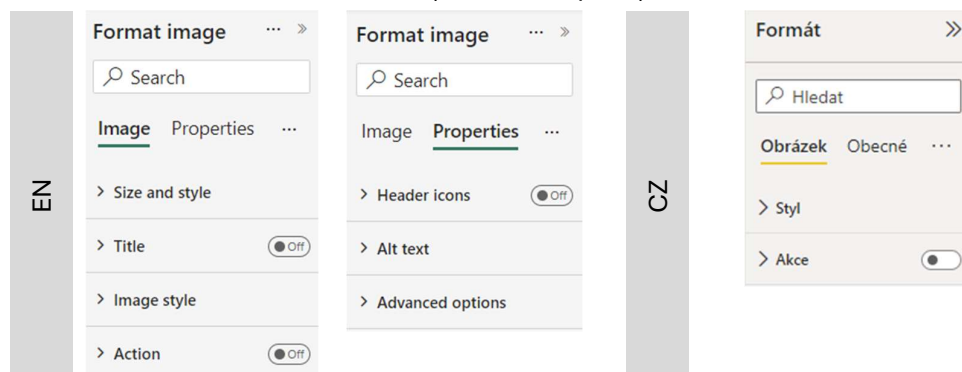 EN
Format image
Search
Image Properties ...
Size and style
Title Off
Image style
Action Off
Format image
Search
Image Properties ...
Header icons Off
Alt text
Advanced options
CZ
Formát
Hledat
Obrázek Obecné ...
Styl
Akce